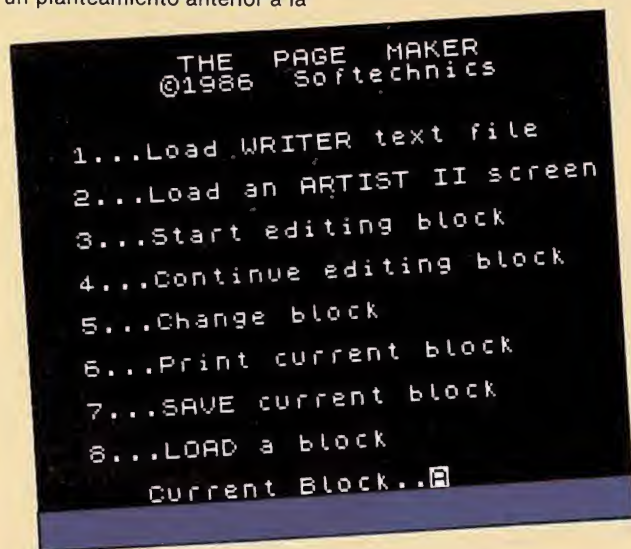 un planteamiento anterior a la
THE PAGE MAKER
©1986 Softechnics
1...Load WRITER text file
2...Load an ARTIST II screen
3...Start editing block
4...Continue editing block
5...Change block
6...Print current block
7...SAVE current block
8...LOAD a block
Current Block..A